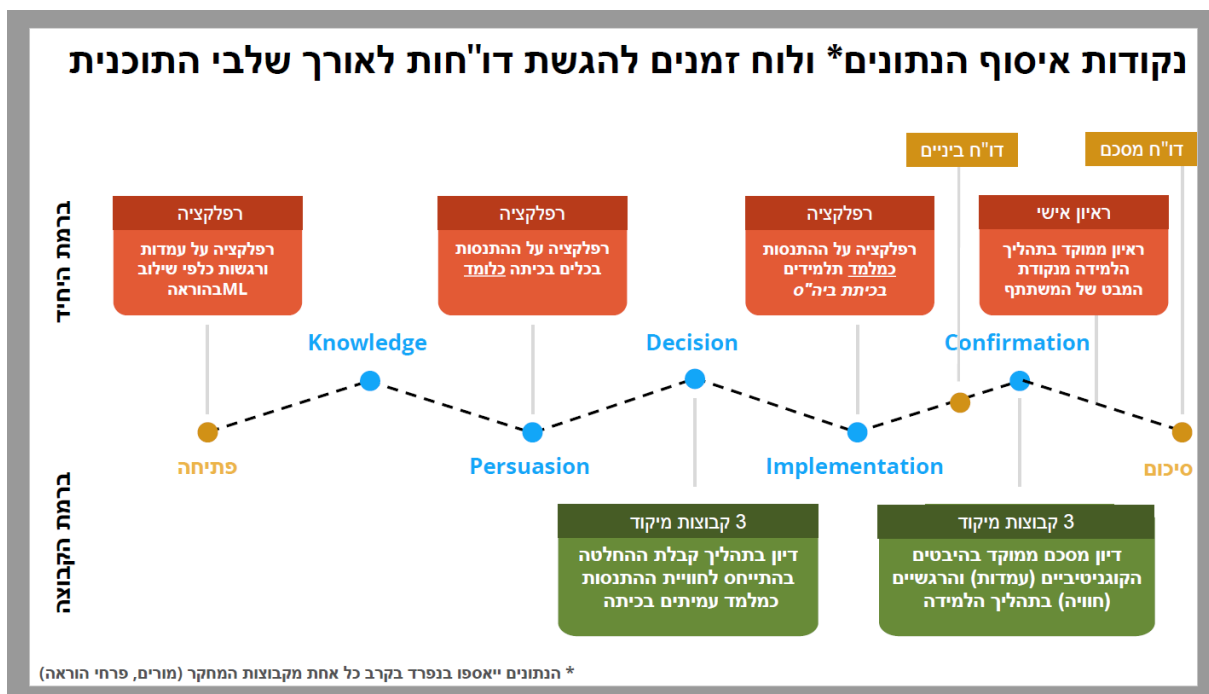 נקודות איסוף הנתונים* ולוח זמנים להגשת דו"חות לאורך שלבי התוכנית
דו"ח מסכם
דו"ח ביניים
ברמת היחיד
רפלקציה
רפלקציה על עמדות
ורגשות כלפי שילוב
MLבהוראה
רפלקציה
רפלקציה על ההתנסות
בכלים בכיתה כלומד
רפלקציה
רפלקציה על ההתנסות
כמלמד תלמידים
בכיתת ביה"ס
ראיון אישי
ראיון ממוקד בתהליך
הלמידה מנקודת
המבט של המשתתף
Knowledge
Decision
Confirmation
פתיחה
Persuasion
Implementation
סיכום
ברמת הקבוצה
3 קבוצות מיקוד
דיון בתהליך קבלת ההחלטה
בהתייחס לחוויית ההתנסות
כמלמד עמיתים בכיתה
3 קבוצות מיקוד
דיון מסכם ממוקד בהיבטים
הקוגניטיביים (עמדות) והרגשיים
(חוויה) בתהליך הלמידה
* הנתונים ייאספו בנפרד בקרב כל אחת מקבוצות המחקר (מורים, פרחי הוראה)